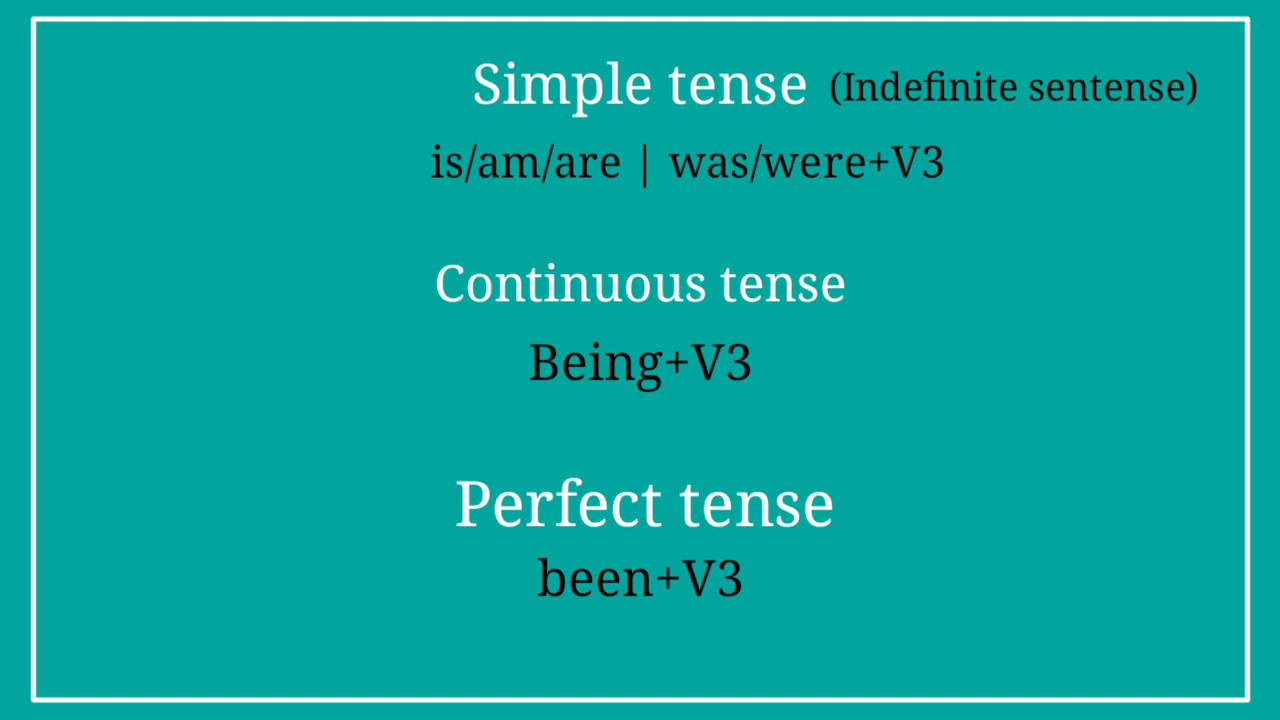 Simple tense (Indefinite sentense)
is/am/are | was/were+V3
Continuous tense
Being+V3
Perfect tense
been+V3